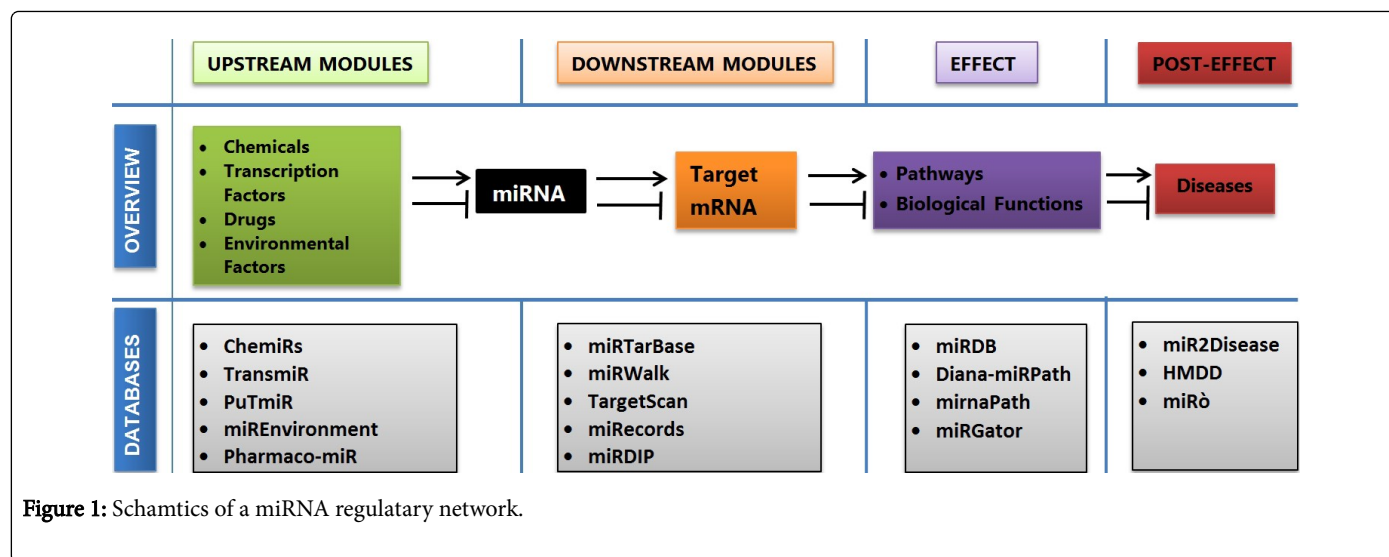 UPSTREAM MODULES
DOWNSTREAM MODULES
EFFECT
POST-EFFECT
OVERVIEW
• Chemicals
• Transcription
Factors
• Drugs
• Environmental
Factors
miRNA
Target
mRNA
• Pathways
• Biological Functions
Diseases
DATABASES
• ChemiRs
• TransmiR
• PuTmiR
• miREnvironment
• Pharmaco-miR
• miRTarBase
• miRWalk
• TargetScan
• miRecords
• miRDIP
• miRDB
• Diana-miRPath
• mirnaPath
• miRGator
• miR2Disease
• HMDD
• miRò
Figure 1: Schamtics of a miRNA regulatary network.